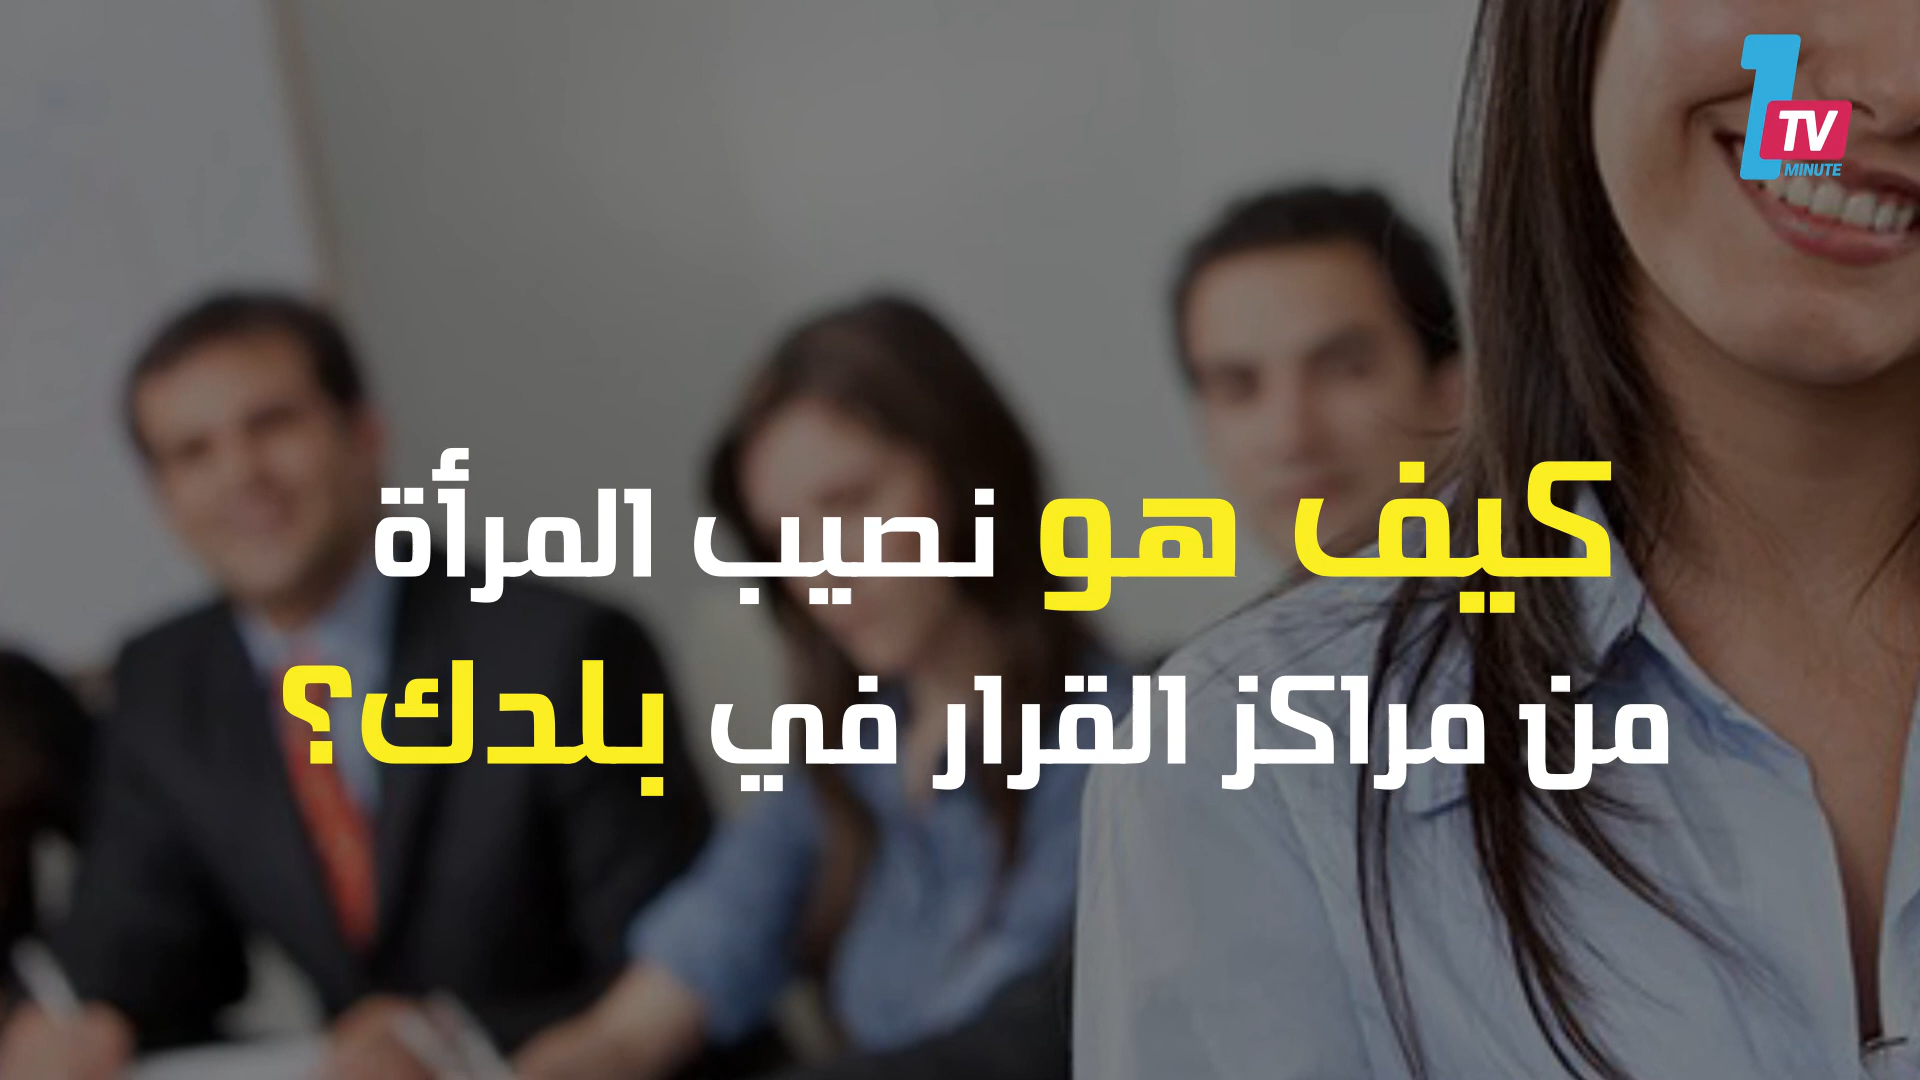 1
TV
MINUTE
كيف هو نصيب المرأة
من مراكز القرار في بلدك؟